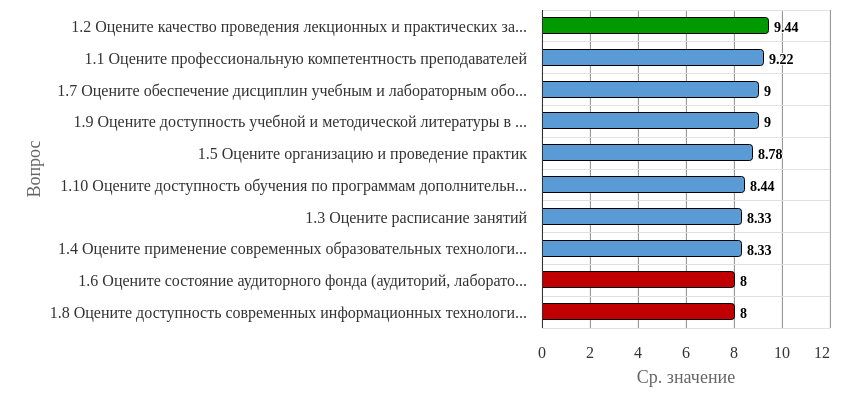 1.2 Оцените качество проведения лекционных и практических за... 9.44
1.1 Оцените профессиональную компетентность преподавателей 9.22
1.7 Оцените обеспечение дисциплин учебным и лабораторным обо... 9
1.9 Оцените доступность учебной и методической литературы в ... 9
1.5 Оцените организацию и проведение практик 8.78
1.10 Оцените доступность обучения по программам дополнительн... 8.44
1.3 Оцените расписание занятий 8.33
1.4 Оцените применение современных образовательных технологи... 8.33
1.6 Оцените состояние аудиторного фонда (аудиторий, лаборато... 8
1.8 Оцените доступность современных информационных технологи... 8
Вопрос
0 2 4 6 8 10 12
Ср. значение